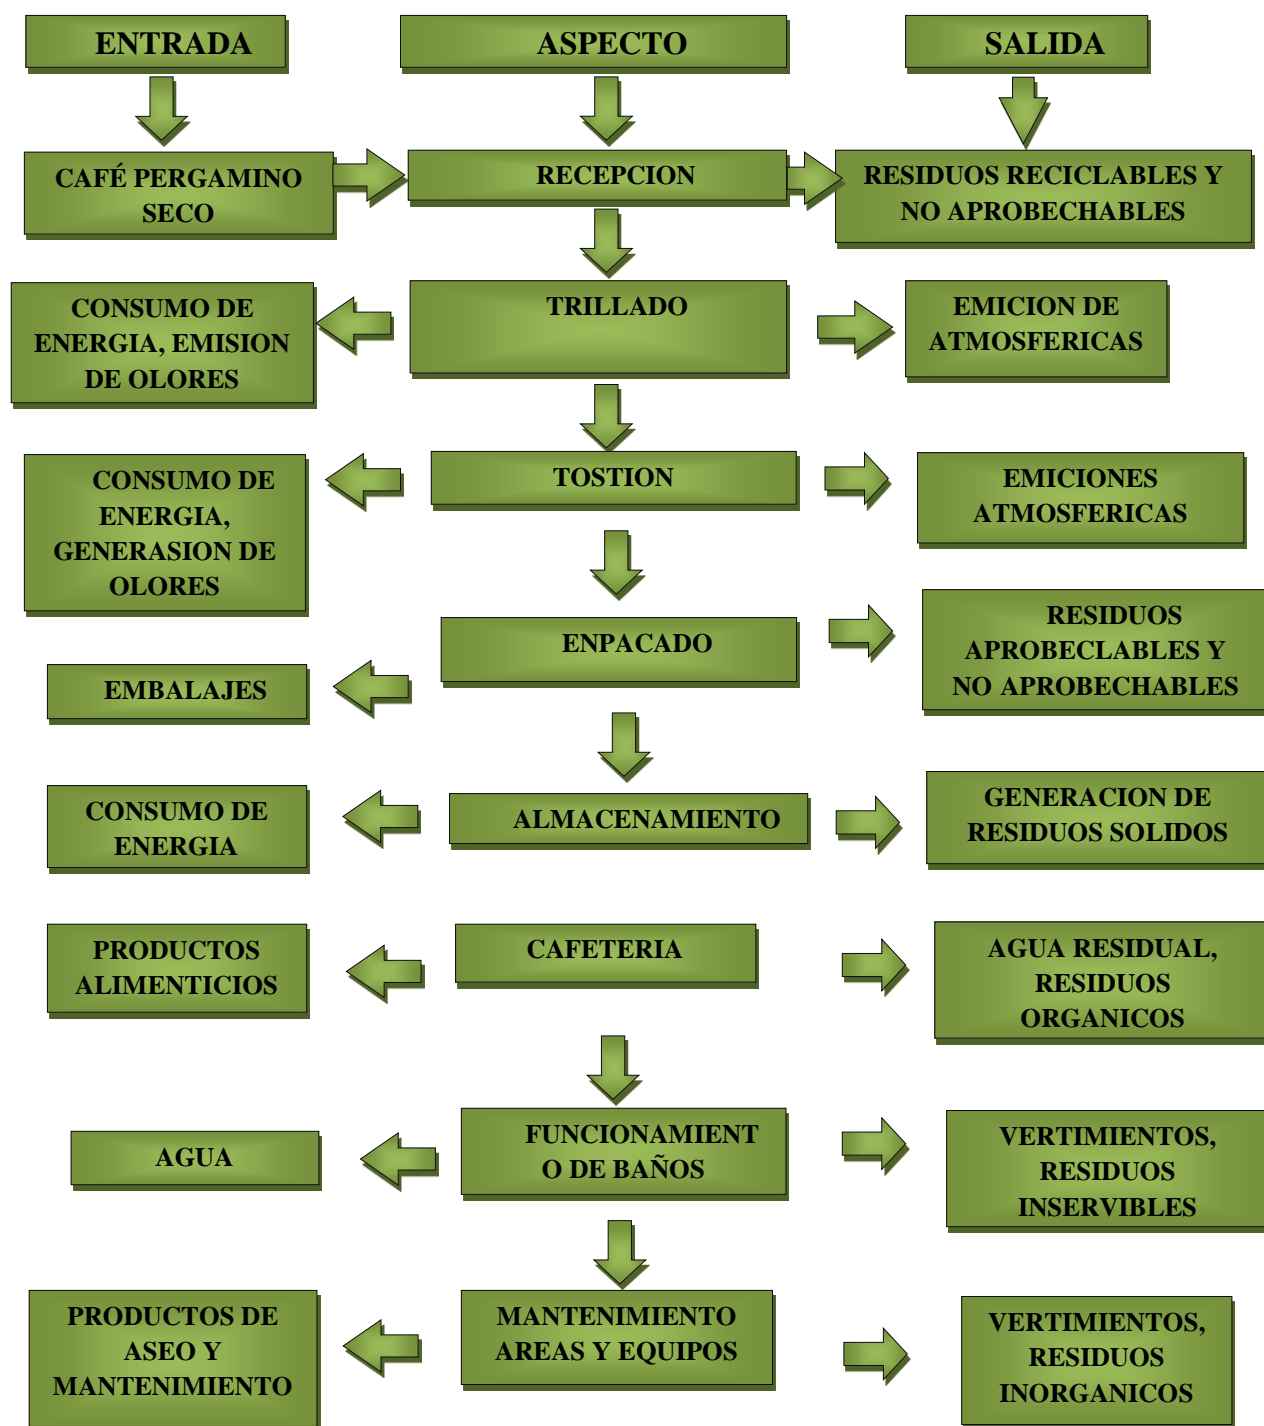 ENTRADA
ASPECTO
SALIDA
CAFÉ PERGAMINO
SECO
RECEPCION
RESIDUOS RECICLABLES Y
NO APROBECHABLES
CONSUMO DE
ENERGIA, EMISION
DE OLORES
TRILLADO
EMICION DE
ATMOSFERICAS
CONSUMO DE
ENERGIA,
GENERASION DE
OLORES
TOSTION
EMICIONES
ATMOSFERICAS
EMBALAJES
ENPACADO
RESIDUOS
APROBECLABLES Y
NO APROBECHABLES
CONSUMO DE
ENERGIA
ALMACENAMIENTO
GENERACION DE
RESIDUOS SOLIDOS
PRODUCTOS
ALIMENTICIOS
CAFETERIA
AGUA RESIDUAL,
RESIDUOS
ORGANICOS
AGUA
FUNCIONAMIENT
O DE BAÑOS
VERTIMIENTOS,
RESIDUOS
INSERVIBLES
PRODUCTOS DE
ASEO Y
MANTENIMIENTO
MANTENIMIENTO
AREAS Y EQUIPOS
VERTIMIENTOS,
RESIDUOS
INORGANICOS